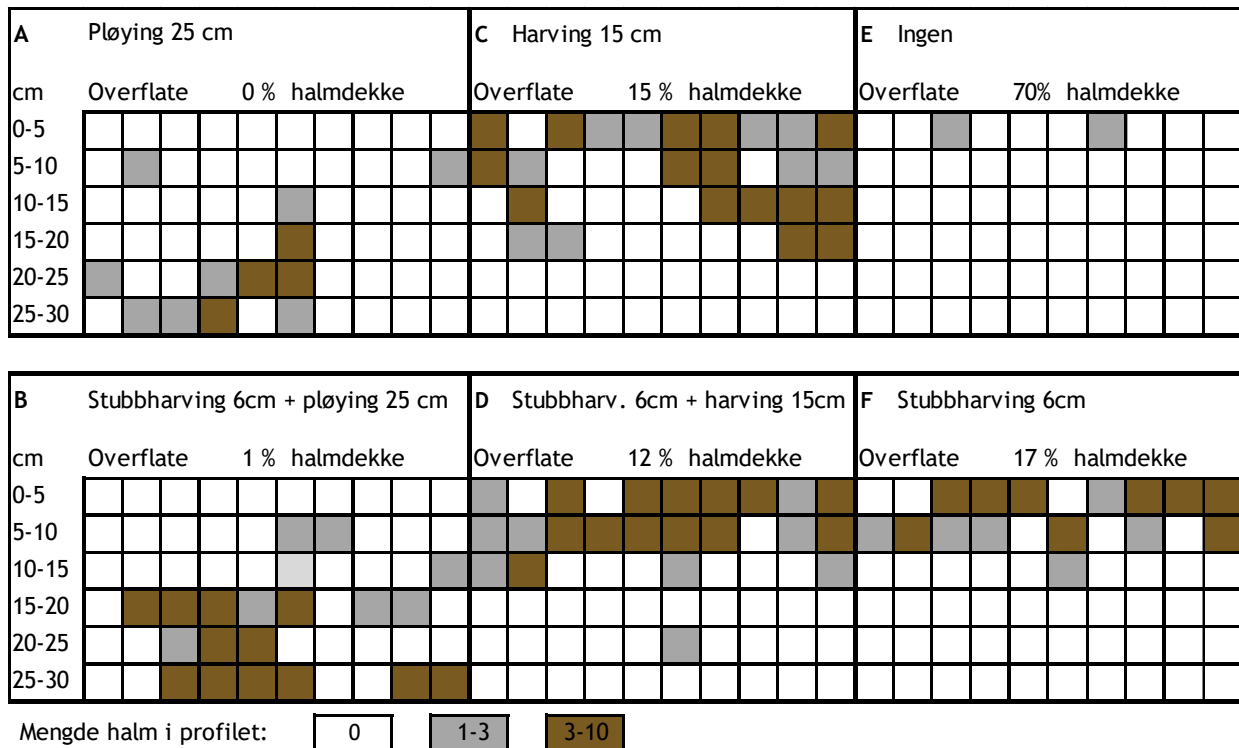 A Pløying 25 cm C Harving 15 cm E Ingen
cm Overflate 0 % halmdekke Overflate 15 % halmdekke Overflate 70% halmdekke
0-5
5-10
10-15
15-20
20-25
25-30
B Stubbharving 6cm + pløying 25 cm D Stubbharv. 6cm + harving 15cm F Stubbharving 6cm
cm Overflate 1 % halmdekke Overflate 12 % halmdekke Overflate 17 % halmdekke
0-5
5-10
10-15
15-20
20-25
25-30
Mengde halm i profilet: 0 1-3 3-10